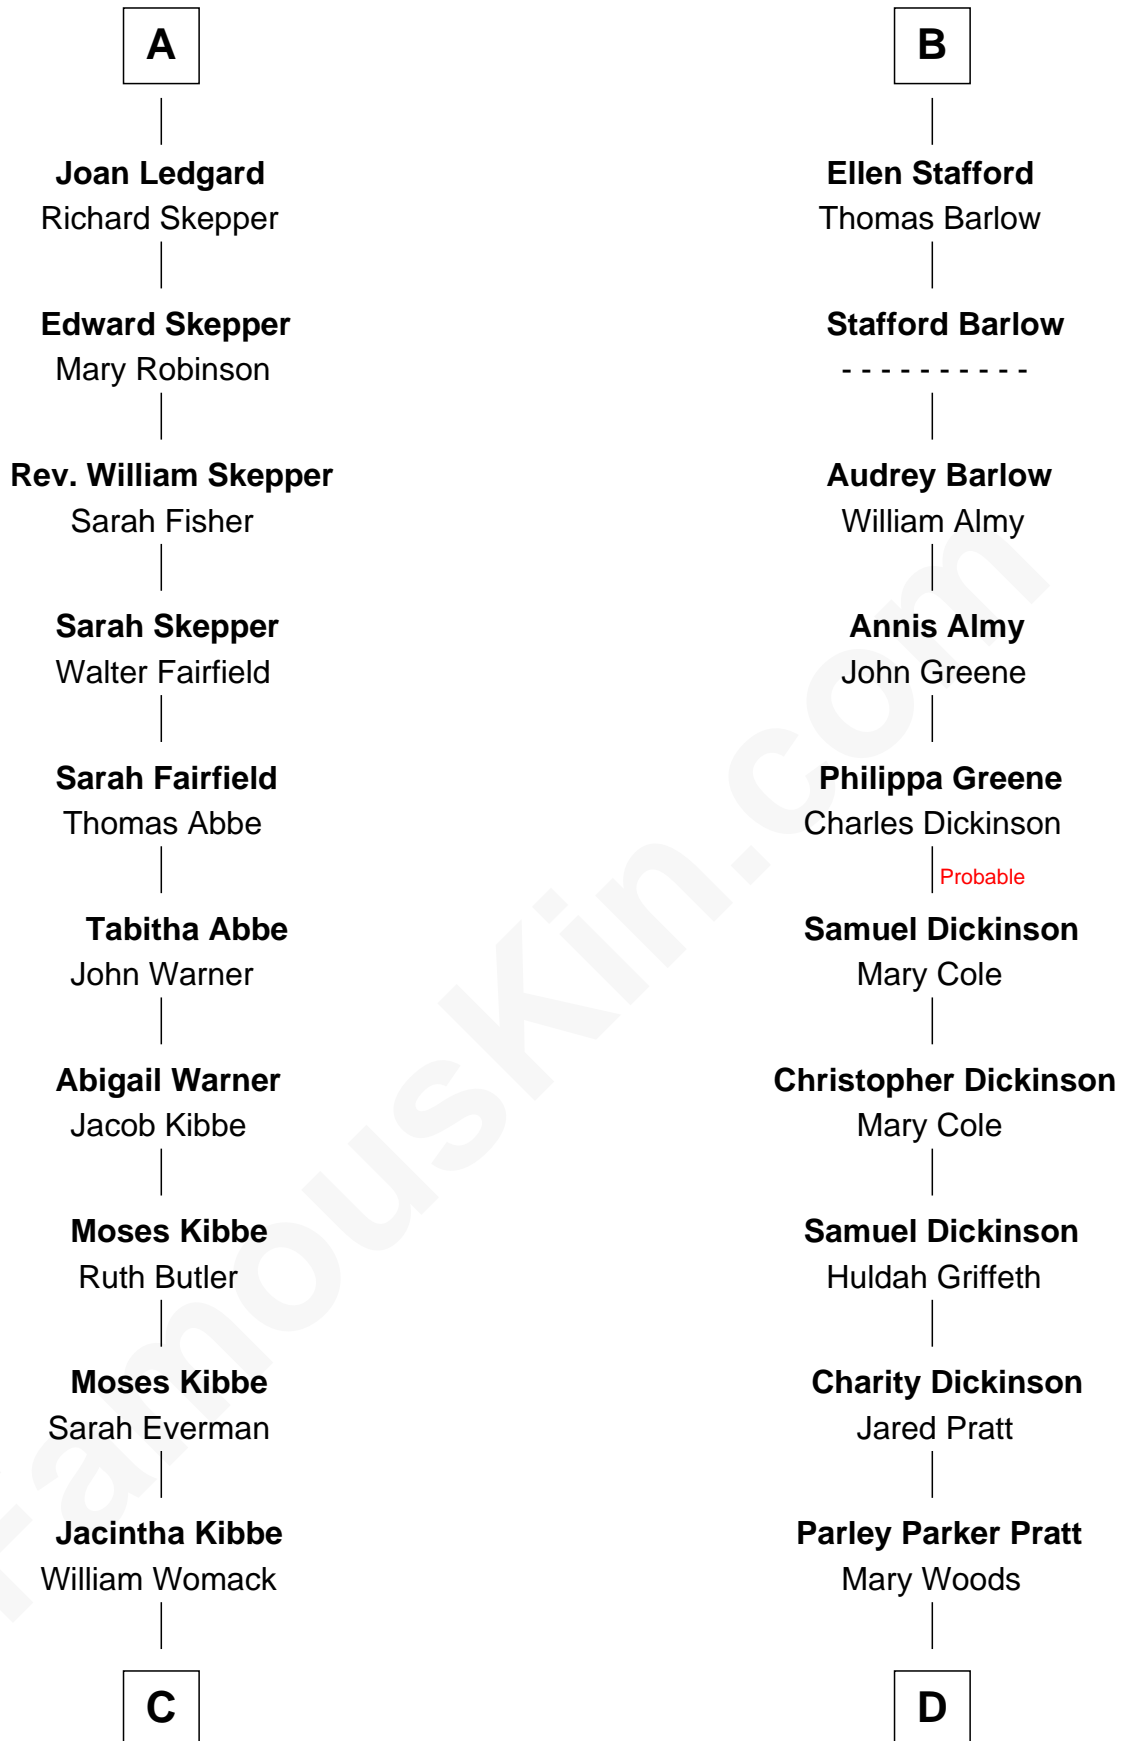 A
Joan Ledgard
Richard Skepper
Edward Skepper
Mary Robinson
Rev. William Skepper
Sarah Fisher
Sarah Skepper
Walter Fairfield
Sarah Fairfield
Thomas Abbe
Tabitha Abbe
John Warner
Abigail Warner
Jacob Kibbe
Moses Kibbe
Ruth Butler
Moses Kibbe
Sarah Everman
Jacintha Kibbe
William Womack
C
B
Ellen Stafford
Thomas Barlow
Stafford Barlow
- - - - - - - - - -
Audrey Barlow
William Almy
Annis Almy
John Greene
Philippa Greene
Charles Dickinson
Probable
Samuel Dickinson
Mary Cole
Christopher Dickinson
Mary Cole
Samuel Dickinson
Huldah Griffeth
Charity Dickinson
Jared Pratt
Parley Parker Pratt
Mary Woods
D
FamousKin.com